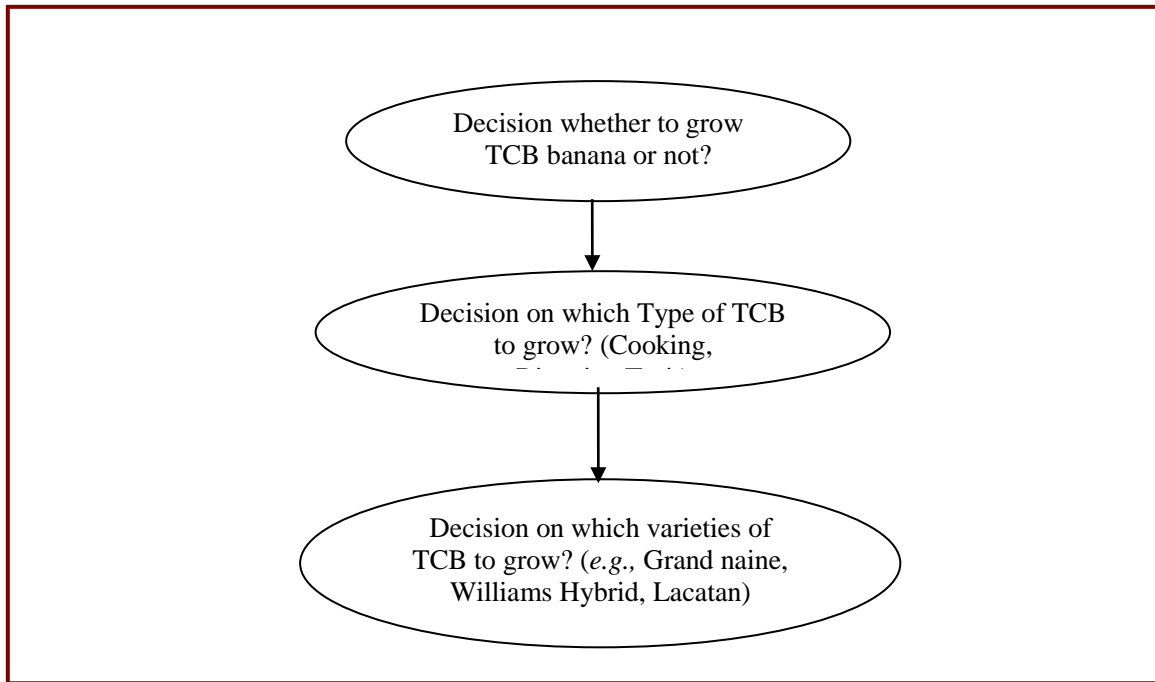 Decision whether to grow
TCB banana or not?
Decision on which Type of TCB
to grow? (Cooking,
Decision on which varieties of
TCB to grow? (e.g., Grand naine,
Williams Hybrid, Lacatan)